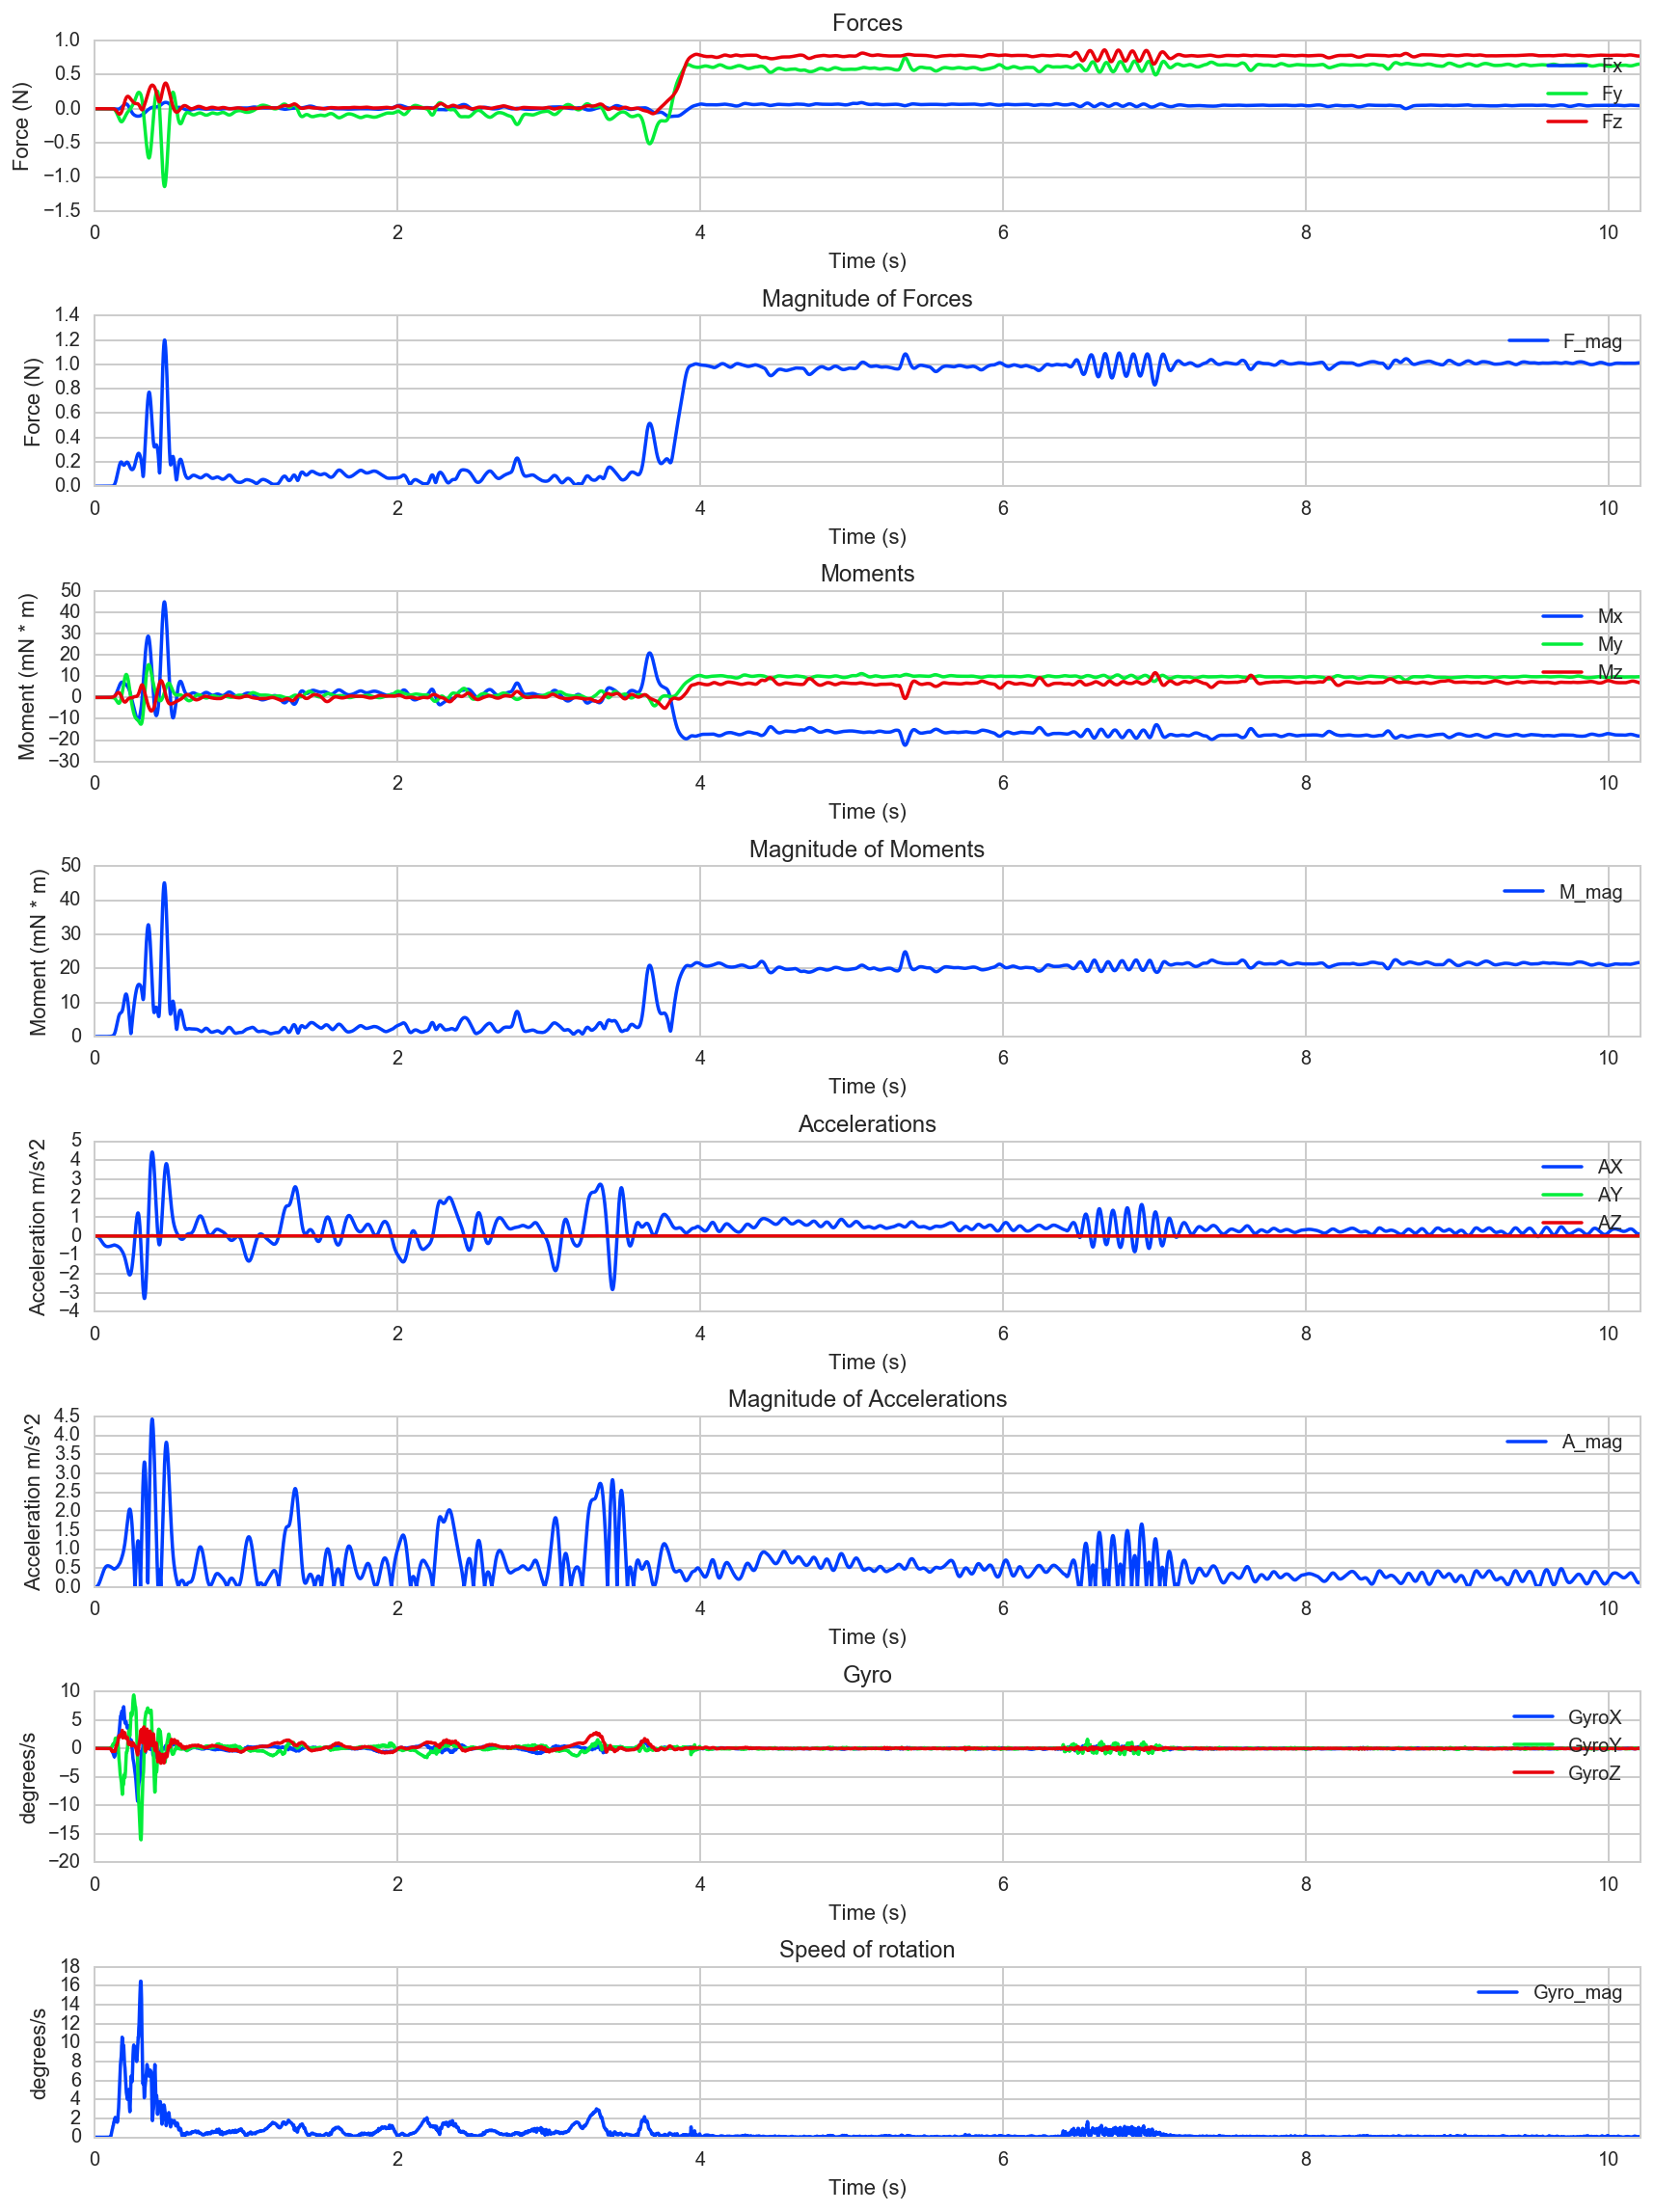 Forces
Force (N)
1.0
0.5
0.0
−0.5
−1.0
−1.5
Fx
Fy
Fz
0 2 4 6 8 10
Time (s)
Magnitude of Forces
Force (N)
1.4
1.2
1.0
0.8
0.6
0.4
0.2
0.0
F_mag
0 2 4 6 8 10
Time (s)
Moments
Moment (mN * m)
50
40
30
20
10
0
−10
−20
−30
Mx
My
Mz
0 2 4 6 8 10
Time (s)
Magnitude of Moments
Moment (mN * m)
50
40
30
20
10
0
M_mag
0 2 4 6 8 10
Time (s)
Accelerations
Acceleration m/s^2
5
4
3
2
1
0
−1
−2
−3
−4
AX
AY
AZ
0 2 4 6 8 10
Time (s)
Magnitude of Accelerations
Acceleration m/s^2
4.5
4.0
3.5
3.0
2.5
2.0
1.5
1.0
0.5
0.0
A_mag
0 2 4 6 8 10
Time (s)
Gyro
degrees/s
10
5
0
−5
−10
−15
−20
GyroX
GyroY
GyroZ
0 2 4 6 8 10
Time (s)
Speed of rotation
degrees/s
18
16
14
12
10
8
6
4
2
0
Gyro_mag
0 2 4 6 8 10
Time (s)